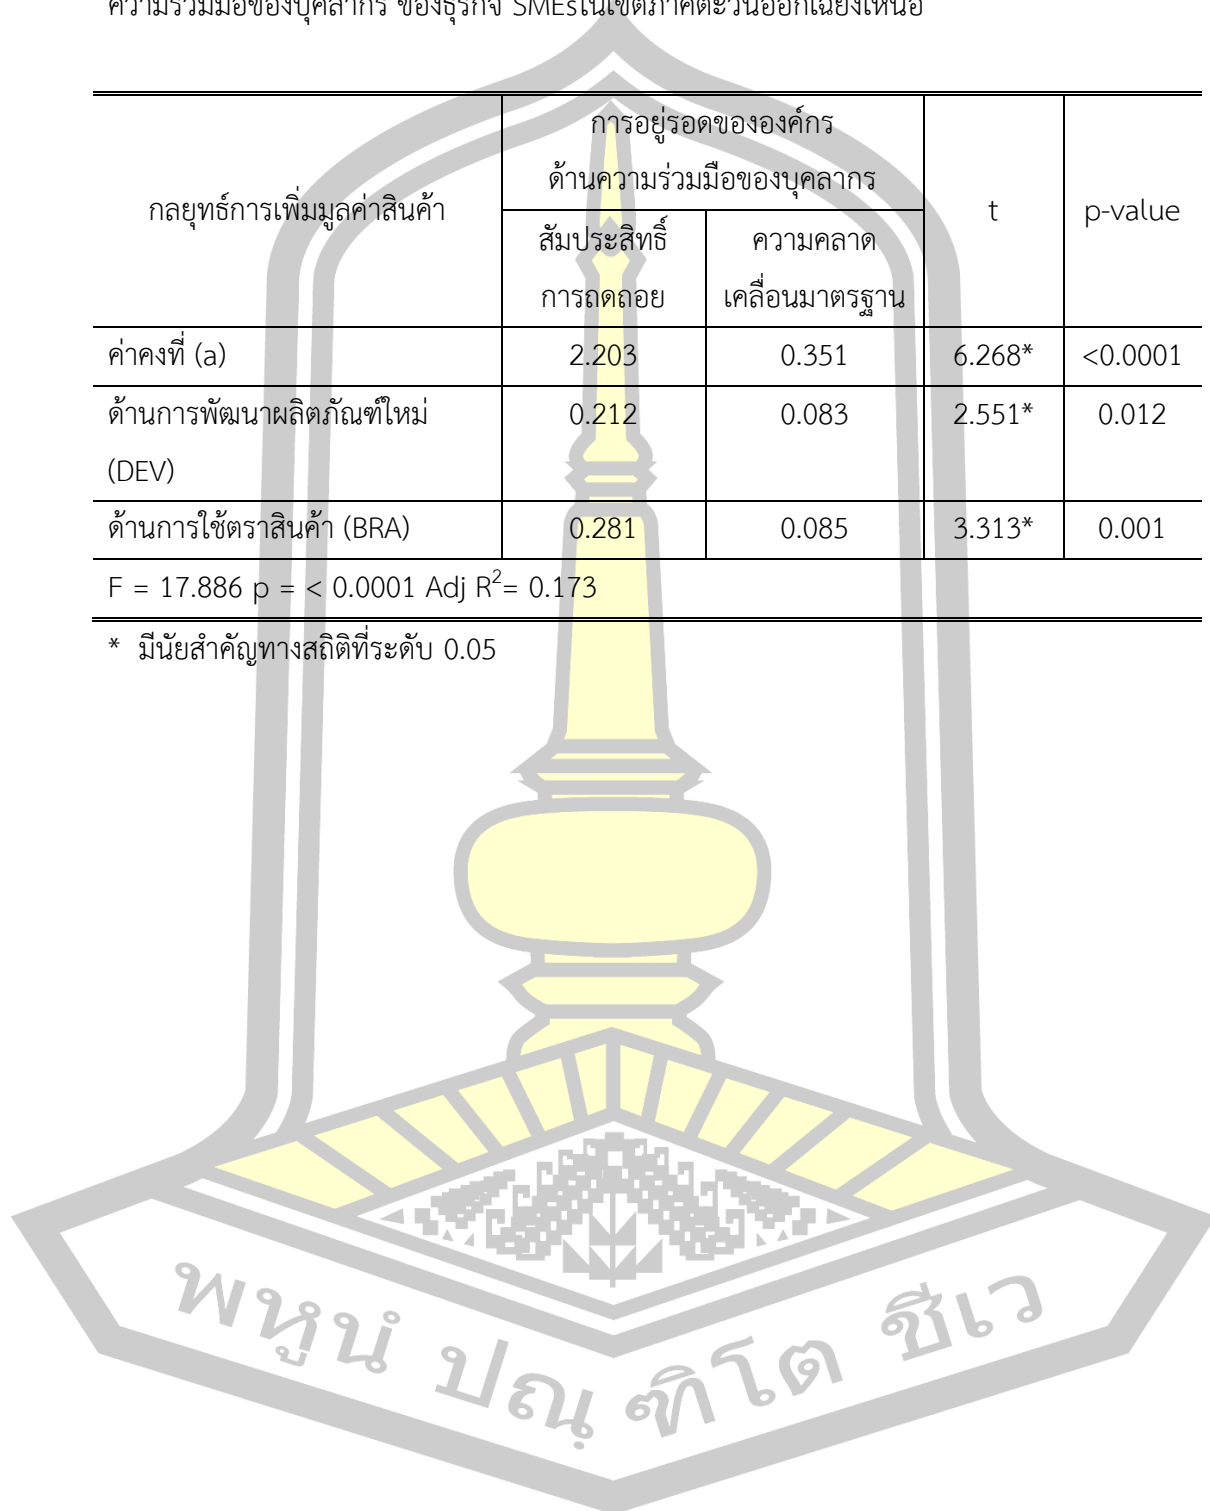 ความร่วมมือของบุคลากร ของธุรกิจ SMEsในเขตภาคตะวันออกเฉียงเหนือ
กลยุทธ์การเพิ่มมูลค่าสินค้า
การอยู่รอดขององค์กร
ด้านความร่วมมือของบุคลากร
t
p-value
สัมประสิทธิ์
การถดถอย
ความคลาด
เคลื่อนมาตรฐาน
ค่าคงที่ (a) 2.203 0.351 6.268* <0.0001
ด้านการพัฒนาผลิตภัณฑ์ใหม่ 0.212 0.083 2.551* 0.012
(DEV)
ด้านการใช้ตราสินค้า (BRA) 0.281 0.085 3.313* 0.001
F = 17.886 p = < 0.0001 Adj R²= 0.173
* มีนัยสำคัญทางสถิติที่ระดับ 0.05
พหูนํ ปณฺฑิโต ชีเว